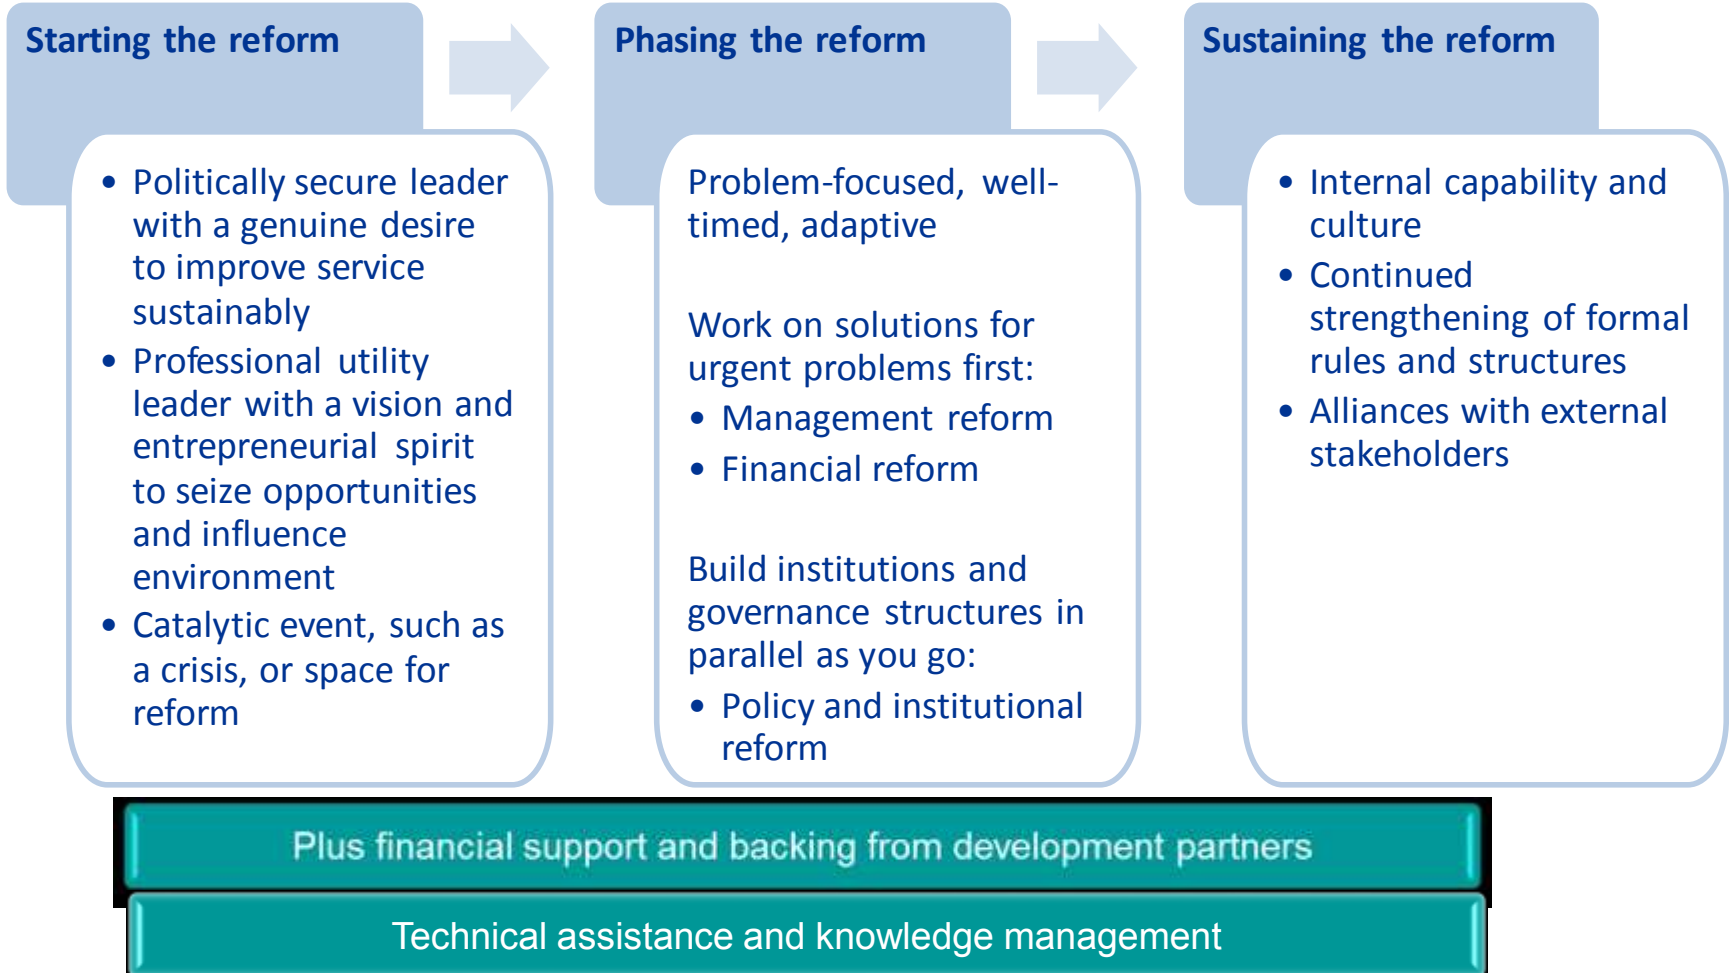 Starting the reform
• Politically secure leader
with a genuine desire
to improve service
sustainably
• Professional utility
leader with a vision and
entrepreneurial spirit
to seize opportunities
and influence
environment
• Catalytic event, such as
a crisis, or space for
reform
Phasing the reform
Problem-focused, well-
timed, adaptive
Work on solutions for
urgent problems first:
• Management reform
• Financial reform
Build institutions and
governance structures in
parallel as you go:
• Policy and institutional
reform
Sustaining the reform
• Internal capability and
culture
• Continued
strengthening of formal
rules and structures
• Alliances with external
stakeholders
Plus financial support and backing from development partners
Technical assistance and knowledge management